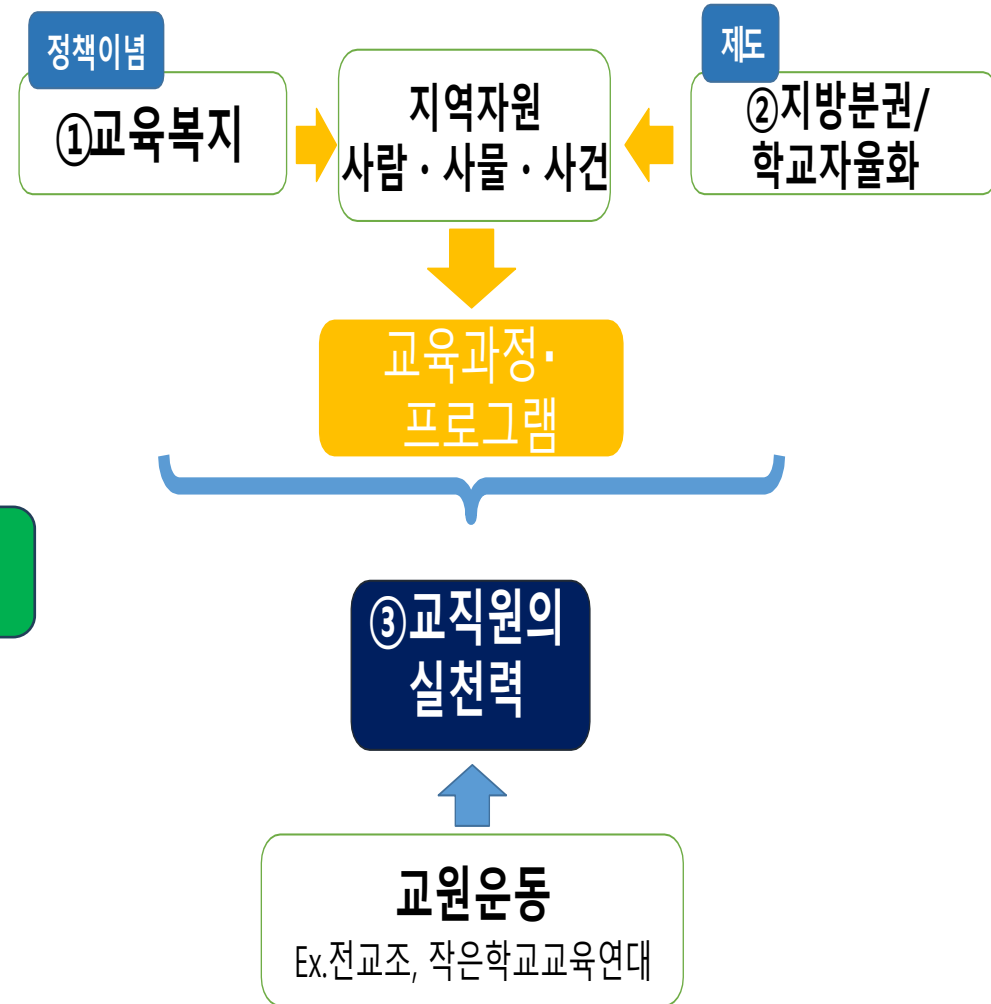 정책이념
①교육복지
지역자원
사람·사물·사건
제도
②지방분권/
학교자율화
교육과정·
프로그램
③교직원의
실천력
교원운동
Ex.전교조, 작은학교교육연대